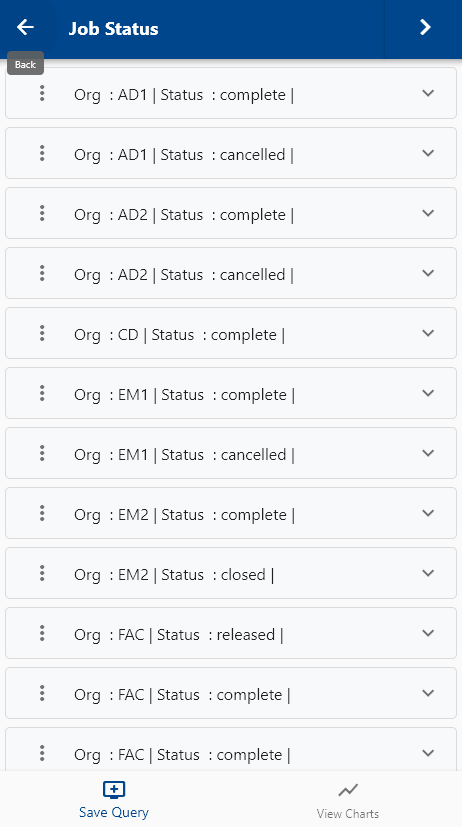 Job Status
Back
Org : AD1 | Status : complete |
Org : AD1 | Status : cancelled |
Org : AD2 | Status : complete |
Org : AD2 | Status : cancelled |
Org : CD | Status : complete |
Org : EM1 | Status : complete |
Org : EM1 | Status : cancelled |
Org : EM2 | Status : complete |
Org : EM2 | Status : closed |
Org : FAC | Status : released |
Org : FAC | Status : complete |
Org : FAC | Status : complete |
Save Query
View Charts